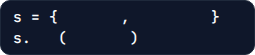 s = {      ,        }
s.  (       )